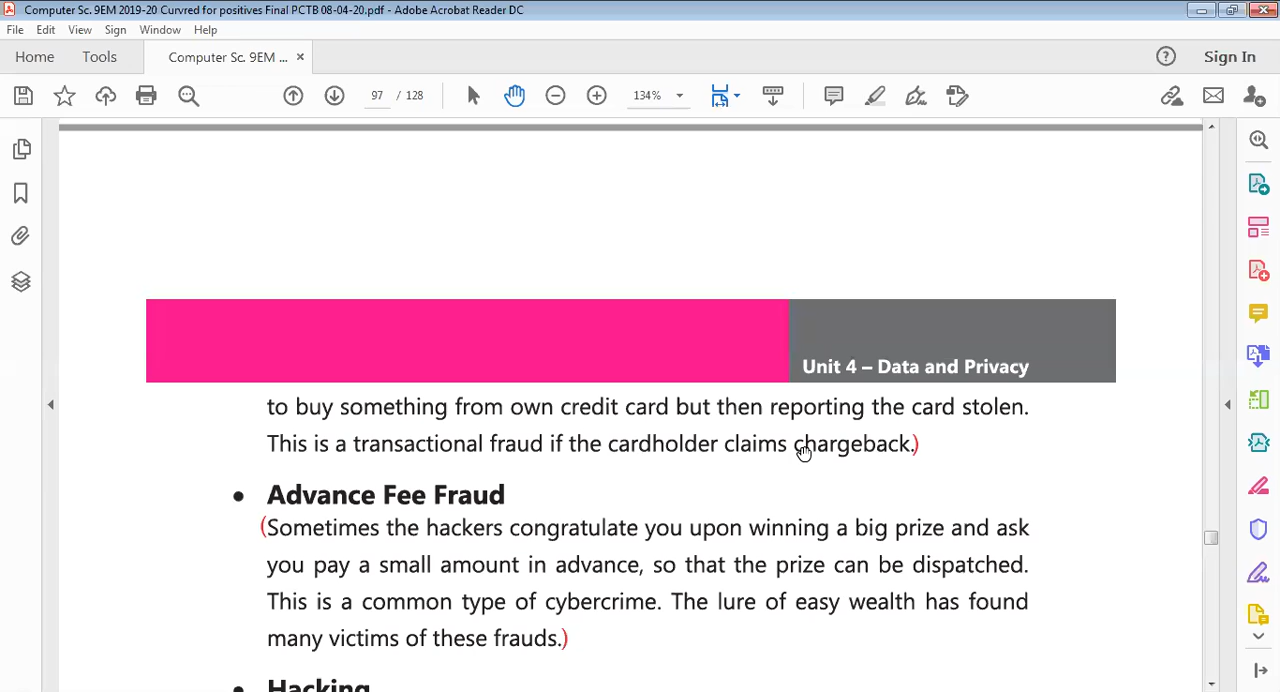 Computer Sc. 9EM 2019-20 Curvred for positives Final PCTB 08-04-20.pdf - Adobe Acrobat Reader DC
File Edit View Sign Window Help
Home Tools Computer Sc. 9EM ... × Sign In
97 / 128 134%
Unit 4 – Data and Privacy
to buy something from own credit card but then reporting the card stolen.
This is a transactional fraud if the cardholder claims chargeback.)
• Advance Fee Fraud
(Sometimes the hackers congratulate you upon winning a big prize and ask
you pay a small amount in advance, so that the prize can be dispatched.
This is a common type of cybercrime. The lure of easy wealth has found
many victims of these frauds.)
• Hacking